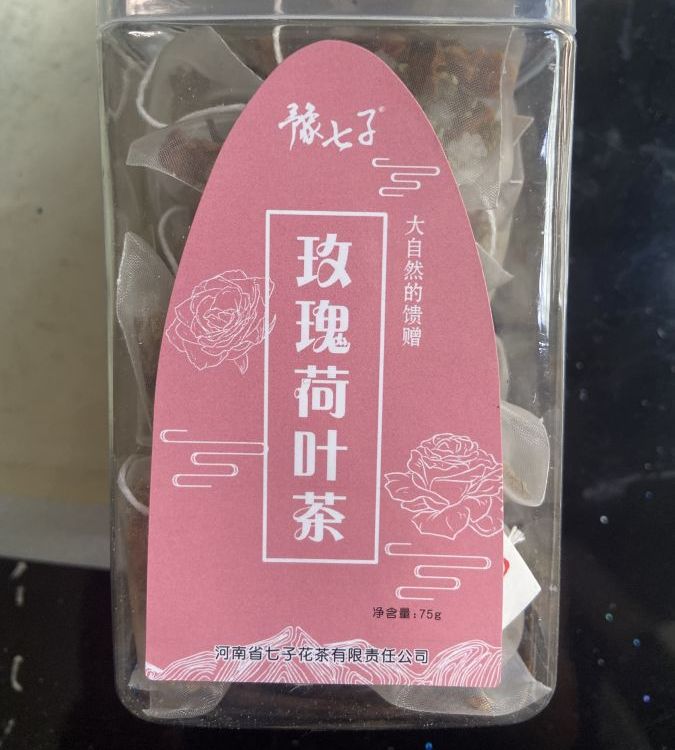 豫七子®
大自然的馈赠
玫瑰荷叶茶
净含量:75g
河南省七子花茶有限责任公司